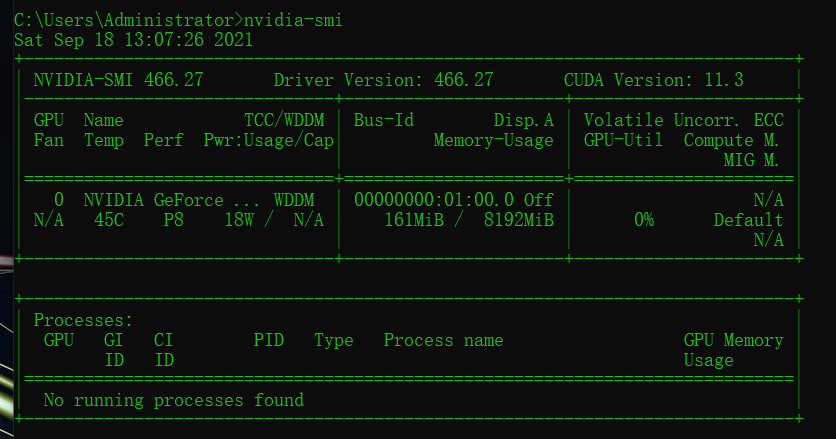 C:\Users\Administrator>nvidia-smi
Sat Sep 18 13:07:26 2021
+-----------------------------------------------------------------------------+
| NVIDIA-SMI 466.27       Driver Version: 466.27       CUDA Version: 11.3     |
|-------------------------------+----------------------+----------------------+
| GPU  Name            TCC/WDDM | Bus-Id        Disp.A | Volatile Uncorr. ECC |
| Fan  Temp  Perf  Pwr:Usage/Cap|         Memory-Usage | GPU-Util  Compute M. |
|                               |                      |               MIG M. |
|===============================+======================+======================|
|   0  NVIDIA GeForce ... WDDM  | 00000000:01:00.0 Off |                  N/A |
| N/A   45C    P8    18W /  N/A |    161MiB /  8192MiB |      0%      Default |
|                               |                      |                  N/A |
+-------------------------------+----------------------+----------------------+
+-----------------------------------------------------------------------------+
| Processes:                                                                  |
|  GPU   GI   CI        PID   Type   Process name                  GPU Memory |
|        ID   ID                                                   Usage      |
|=============================================================================|
|  No running processes found                                                 |
+-----------------------------------------------------------------------------+